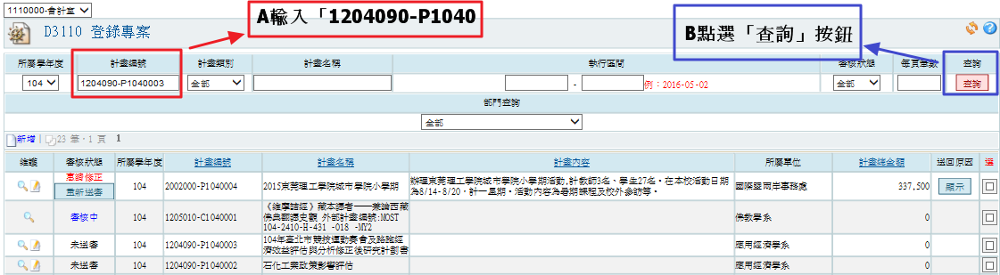 1110000-會計室
A輸入「1204090-P1040
D3110 登錄專案
B點選「查詢」按鈕
所屬學年度 計畫編號 計畫類別 計畫名稱 執行區間 審核狀態 每頁筆數 查詢
104 1204090-P1040003 全部 - 例：2016-05-02 全部 查詢
部門查詢
全部
新增 23 筆，1 頁 1
維護 審核狀態 所屬學年度 計畫編號 計畫名稱 計畫內容 所屬單位 計畫總金額 送回原因 選
意鎬修正
重新送審 104 2002000-P1040004 2015東莞理工學院城市學院小學期 辦理東莞理工學院城市學院小學期活動,計教師3名、學生27名。在本校活動日期
為8/14-8/20，計一星期。活動內容為暑期課程及校外參訪等。 國際暨兩岸事務處 337,500 顯示
審核中 104 1205010-C1040001 《維摩詰經》藏本譯者──兼論西藏
佛典翻譯史觀 外部計畫編號:MOST
104-2410-H-431 -018 -MY2 佛教學系 0
未送審 104 1204090-P1040003 104年臺北市競技運動賽會及路跑經
濟效益評估與分析修正後研究計劃書 應用經濟學系 0
未送審 104 1204090-P1040002 石化工業政策影響評估 應用經濟學系 0